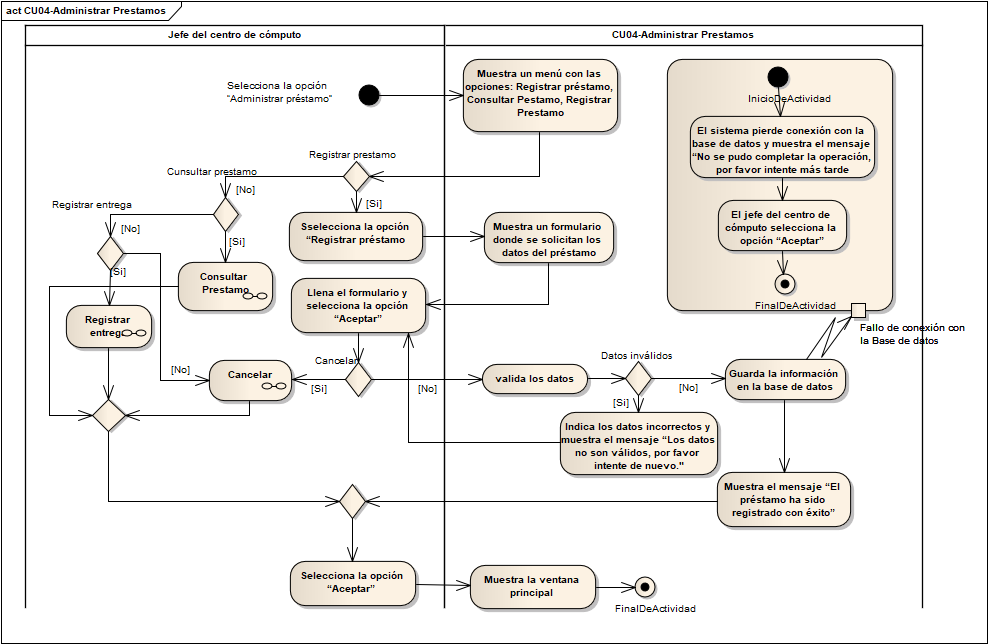 act CU04-Administrar Prestamos
Jefe del centro de cómputo
CU04-Administrar Prestamos
Selecciona la opción
"Administrar préstamo"
Muestra un menú con las
opciones: Registrar préstamo,
Consultar Pestamo, Registrar
Prestamo
InicioDeActividad
El sistema pierde conexión con la
base de datos y muestra el mensaje
“No se pudo completar la operación,
por favor intente más tarde
Registrar prestamo
Cunsultar prestamo
[No]
[Si]
Registrar entrega
[No]
[Si]
[Si]
Sselecciona la opción
“Registrar préstamo
Muestra un formulario
donde se solicitan los
datos del préstamo
El jefe del centro de
cómputo selecciona la
opción “Aceptar”
FinalDeActividad
Consultar
Prestamo
Llena el formulario y
selecciona la opción
“Aceptar”
Registrar
entrega
Fallo de conexión con
la Base de datos
Cancelar
Datos inválidos
[No]
Cancelar
[Si]
[No]
valida los datos
[No]
[Si]
Guarda la información
en la base de datos
Indica los datos incorrectos y
muestra el mensaje “Los datos
no son válidos, por favor
intente de nuevo."
Muestra el mensaje “El
préstamo ha sido
registrado con éxito”
Selecciona la opción
“Aceptar”
Muestra la ventana
principal
FinalDeActividad